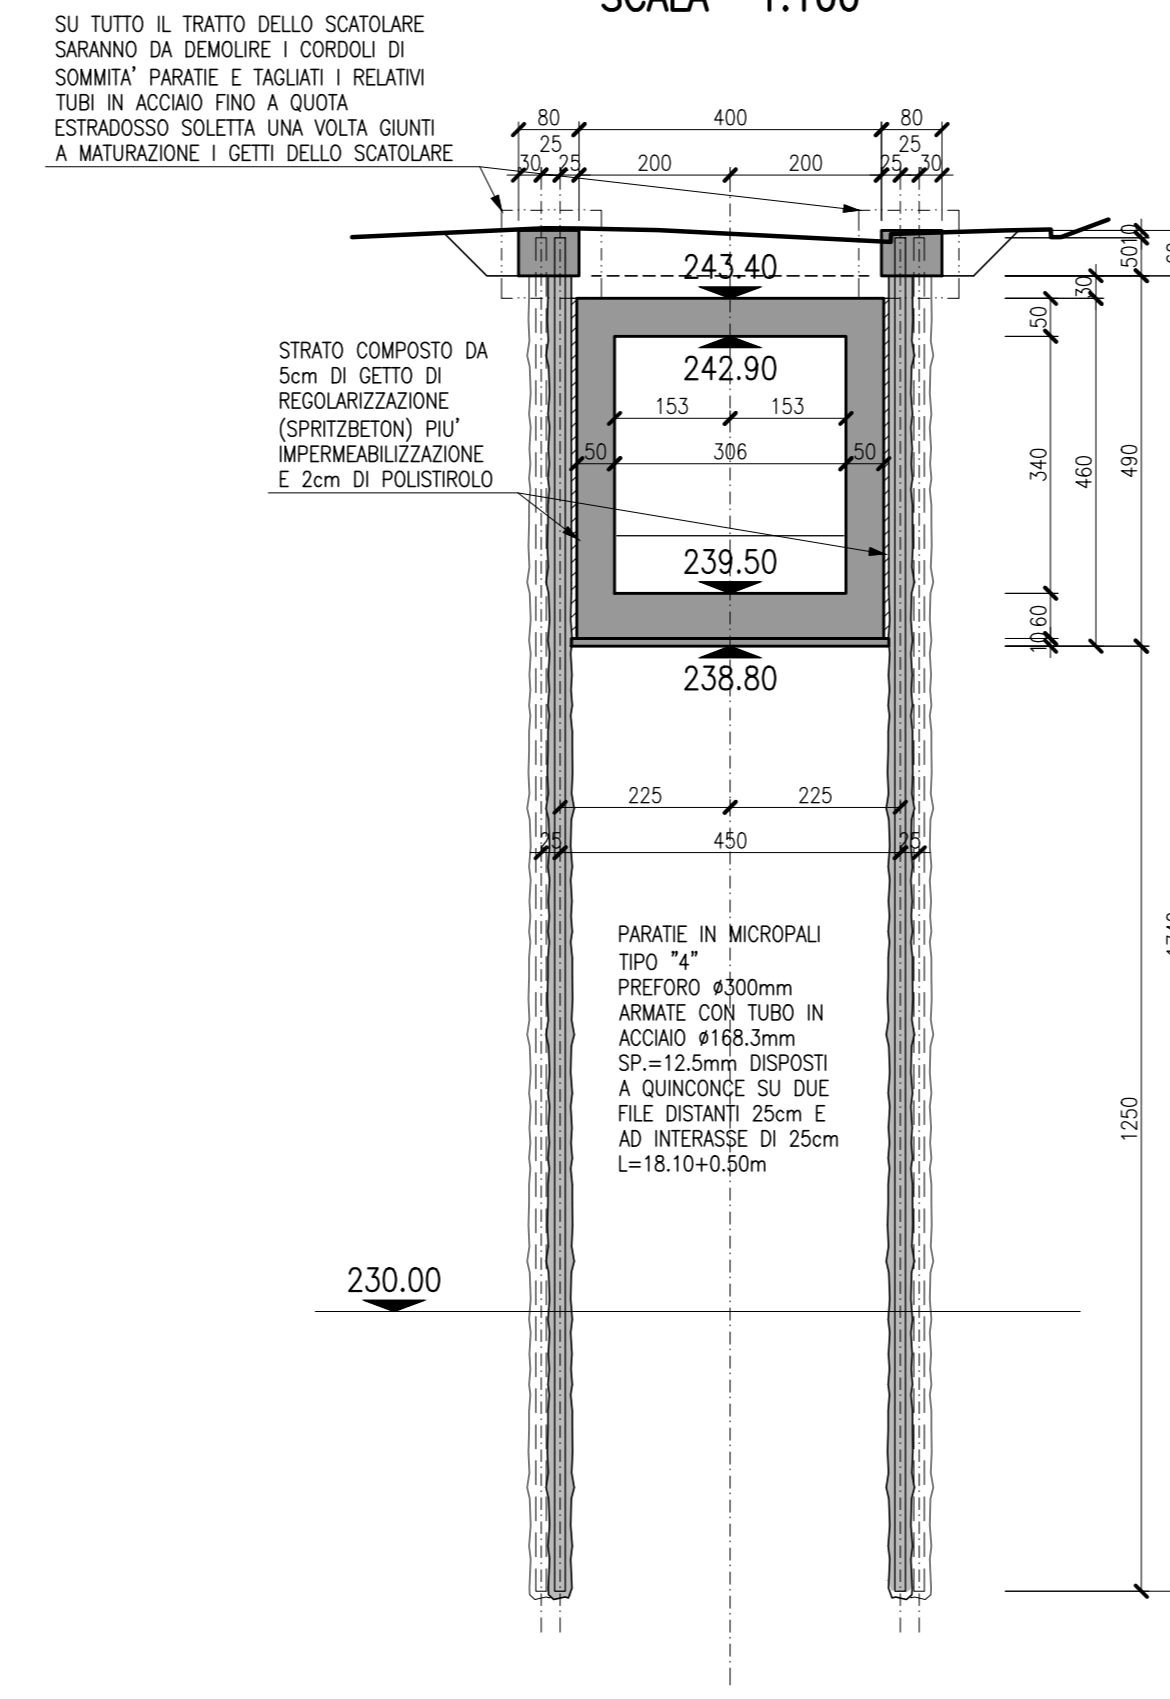 SCALA 1:100
SU TUTTO IL TRATTO DELLO SCATOLARE
SARANNO DA DEMOLIRE I CORDOLI DI
SOMMITA' PARATIE E TAGLIATI I RELATIVI
TUBI IN ACCIAIO FINO A QUOTA
ESTRADOSSO SOLETTA UNA VOLTA GIUNTI
A MATURAZIONE I GETTI DELLO SCATOLARE
80 400 80
25 25
30 25 200 200 25 30
243.40
242.90
153 153
50 306 50
239.50
238.80
STRATO COMPOSTO DA
5cm DI GETTO DI
REGOLARIZZAZIONE
(SPRITZBETON) PIU'
IMPERMEABILIZZAZIONE
E 2cm DI POLISTIROLO
10
50
30
50
340
460
490
60
10
225 225
25 450 25
PARATIE IN MICROPALI
TIPO "4"
PREFORO ø300mm
ARMATE CON TUBO IN
ACCIAIO ø168.3mm
SP.=12.5mm DISPOSTI
A QUINCONCE SU DUE
FILE DISTANTI 25cm E
AD INTERASSE DI 25cm
L=18.10+0.50m
1250
230.00